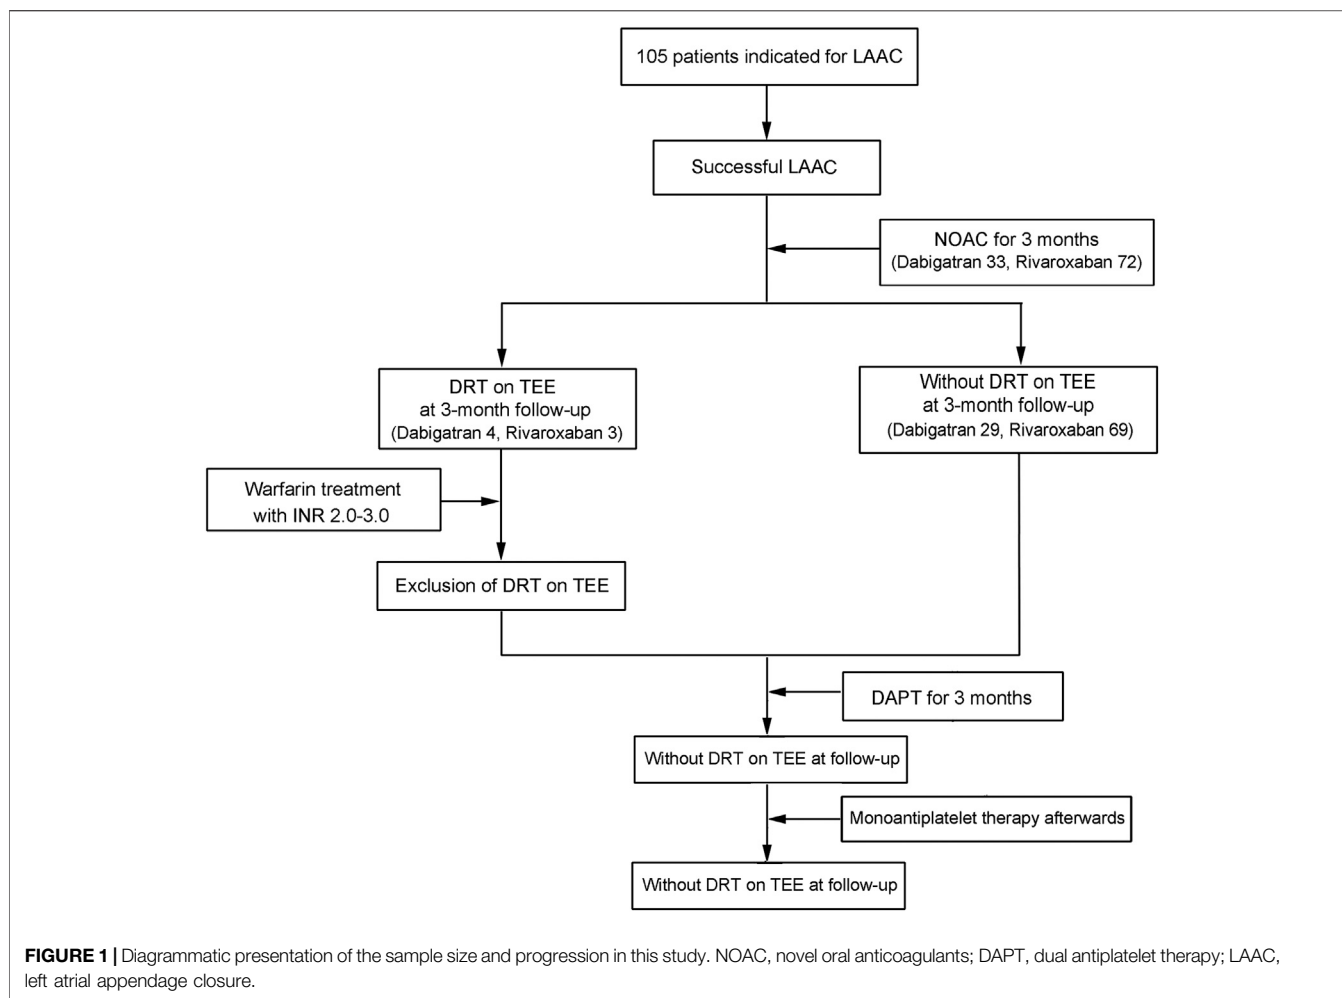 105 patients indicated for LAAC
Successful LAAC
NOAC for 3 months
(Dabigatran 33, Rivaroxaban 72)
DRT on TEE
at 3-month follow-up
(Dabigatran 4, Rivaroxaban 3)
Without DRT on TEE
at 3-month follow-up
(Dabigatran 29, Rivaroxaban 69)
Warfarin treatment
with INR 2.0-3.0
Exclusion of DRT on TEE
DAPT for 3 months
Without DRT on TEE at follow-up
Monoantiplatelet therapy afterwards
Without DRT on TEE at follow-up
FIGURE 1 | Diagrammatic presentation of the sample size and progression in this study. NOAC, novel oral anticoagulants; DAPT, dual antiplatelet therapy; LAAC,
left atrial appendage closure.